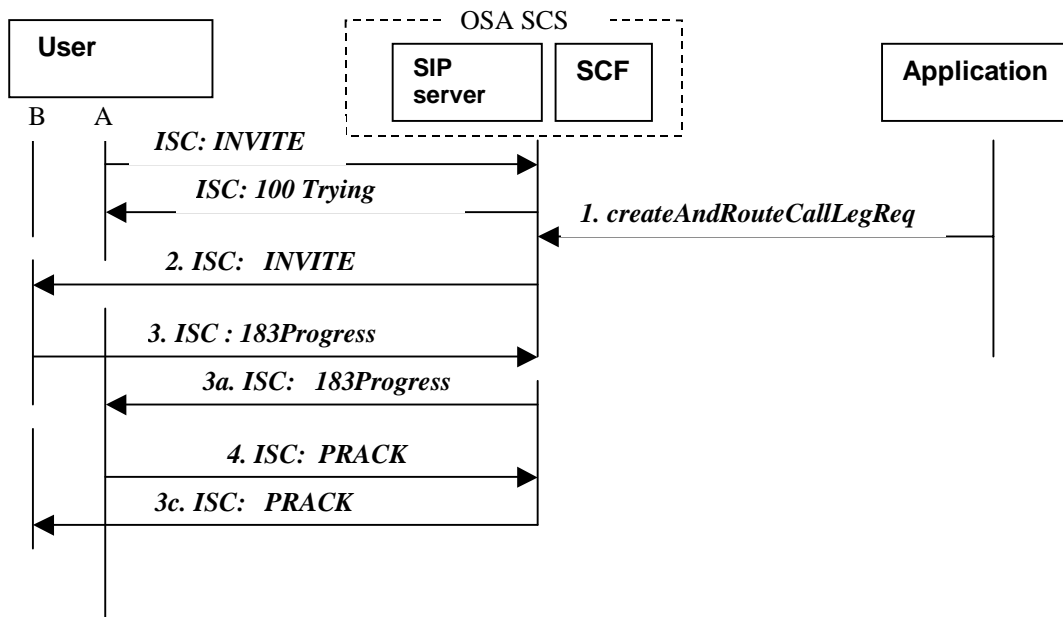 OSA SCS
User
SIP
server
SCF
Application
B A
ISC: INVITE
ISC: 100 Trying
1. createAndRouteCallLegReq
2. ISC: INVITE
3. ISC : 183Progress
3a. ISC: 183Progress
4. ISC: PRACK
3c. ISC: PRACK